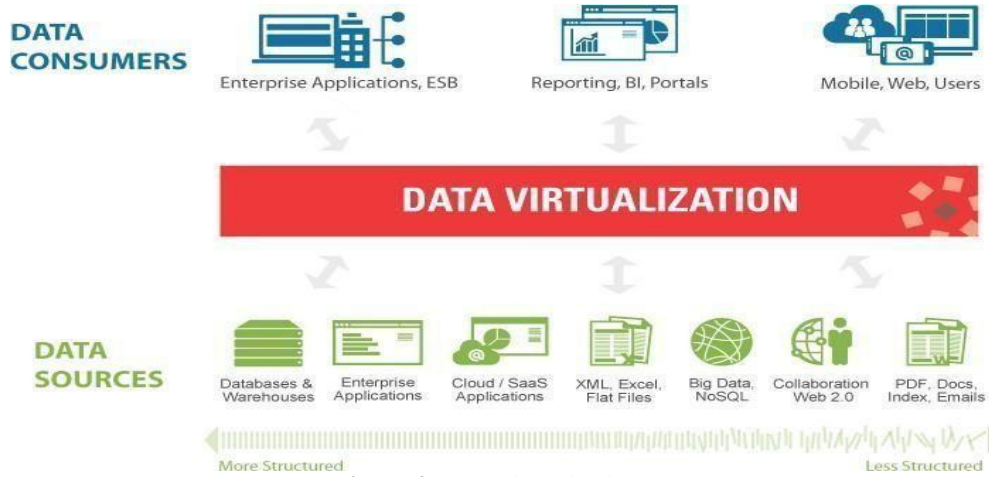 DATA
CONSUMERS
Enterprise Applications, ESB
Reporting, BI, Portals
Mobile, Web, Users
DATA VIRTUALIZATION
DATA
SOURCES
Databases &
Warehouses
Enterprise
Applications
Cloud / SaaS
Applications
XML, Excel,
Flat Files
Big Data,
NoSQL
Collaboration
Web 2.0
PDF, Docs,
Index, Emails
More Structured
Less Structured